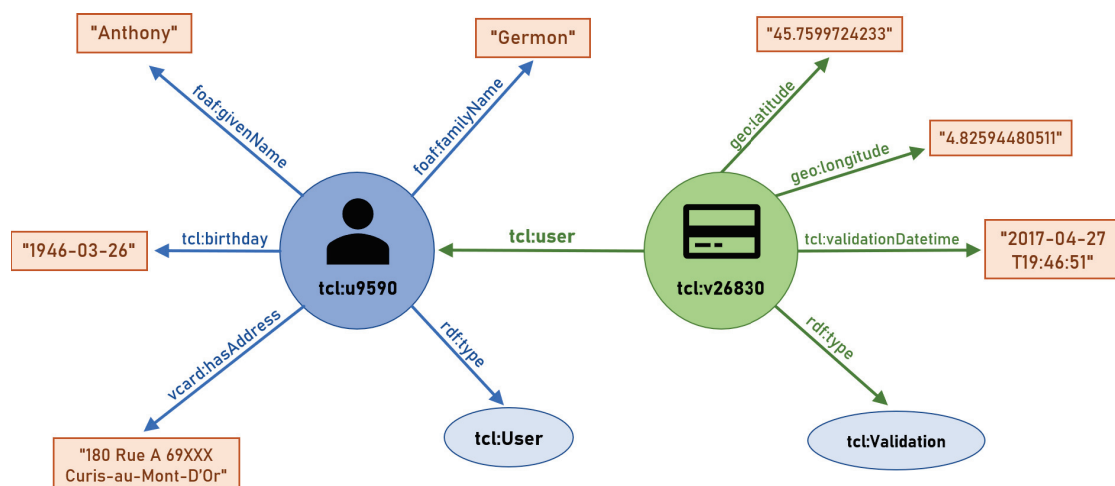 "Anthony"
"Germon"
"45.7599724233"
foaf:givenName
foaf:familyName
geo:latitude
"4.82594480511"
geo:longitude
"1946-03-26"
tcl:birthday
tcl:user
tcl:validationDatetime
"2017-04-27
T19:46:51"
tcl:u9590
tcl:v26830
vcard:hasAddress
rdf:type
rdf:type
"180 Rue A 69XXX
Curis-au-Mont-D'Or"
tcl:User
tcl:Validation